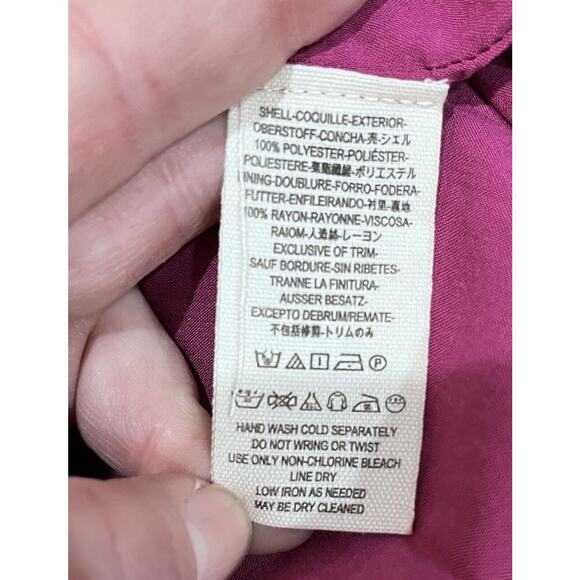 SHELL-COQUILLE-EXTERIOR-
OBERSTOFF-CONCHA-売-シェル
100% POLYESTER-POLIÉSTER-
POLIESTERE-聚脂纖維-ポリエステル
LINING-DOUBLURE-FORRO-FODERA-
FUTTER-ENFILEIRANDO-衬里-裏地
100% RAYON-RAYONNE-VISCOSA-
RAIOM-人造絲-レーヨン
EXCLUSIVE OF TRIM-
SAUF BORDURE-SIN RIBETES-
TRANNE LA FINITURA-
AUSSER BESATZ-
EXCEPTO DEBRUM/REMATE-
不包括修剪-トリムのみ
P
HAND WASH COLD SEPARATELY
DO NOT WRING OR TWIST
USE ONLY NON-CHLORINE BLEACH
LINE DRY
LOW IRON AS NEEDED
MAY BE DRY CLEANED